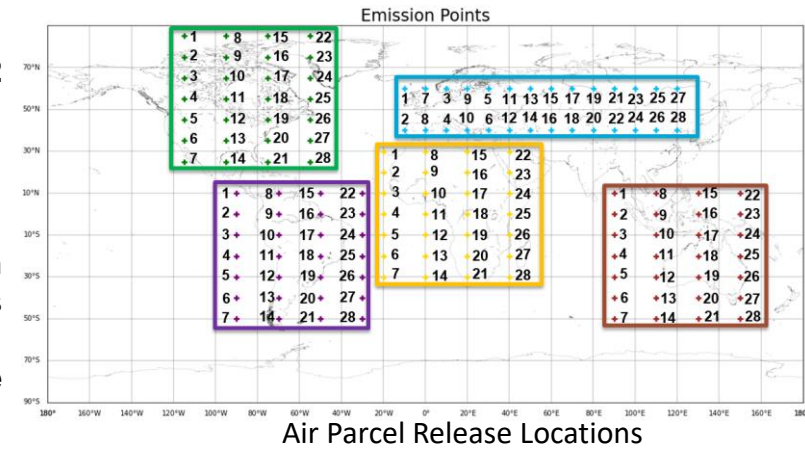 Emission Points
1 8 15 22
2 9 16 23
3 10 17 24
4 11 18 25
5 12 19 26
6 13 20 27
7 14 21 28
1 7 3 9 5 11 13 15 17 19 21 23 25 27
2 8 4 10 6 12 14 16 18 20 22 24 26 28
1 8 15 22
2 9 16 23
3 10 17 24
4 11 18 25
5 12 19 26
6 13 20 27
7 14 21 28
1 8 15 22
2 9 16 23
3 10 17 24
4 11 18 25
5 12 19 26
6 13 20 27
7 14 21 28
1 8 15 22
2 9 16 23
3 10 17 24
4 11 18 25
5 12 19 26
6 13 20 27
7 14 21 28
70°N
50°N
30°N
10°N
10°S
30°S
50°S
70°S
90°S
180° 160°W 140°W 120°W 100°W 80°W 60°W 40°W 20°W 0° 20°E 40°E 60°E 80°E 100°E 120°E 140°E 160°E 180
Air Parcel Release Locations